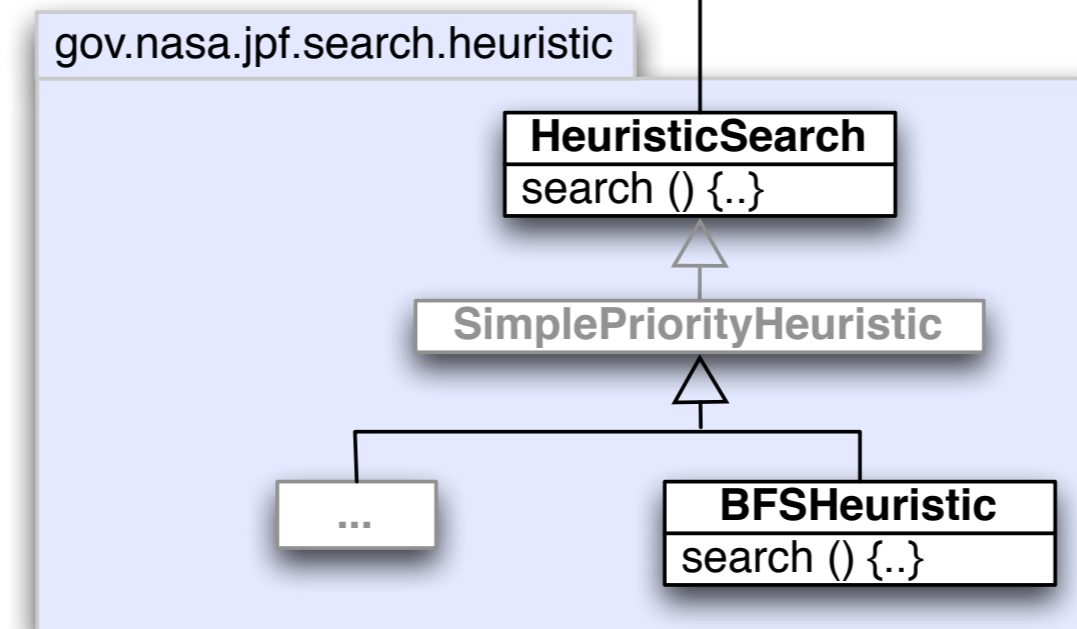 gov.nasa.jpf.search.heuristic
HeuristicSearch
search () {..}
SimplePriorityHeuristic
...
BFSHeuristic
search () {..}